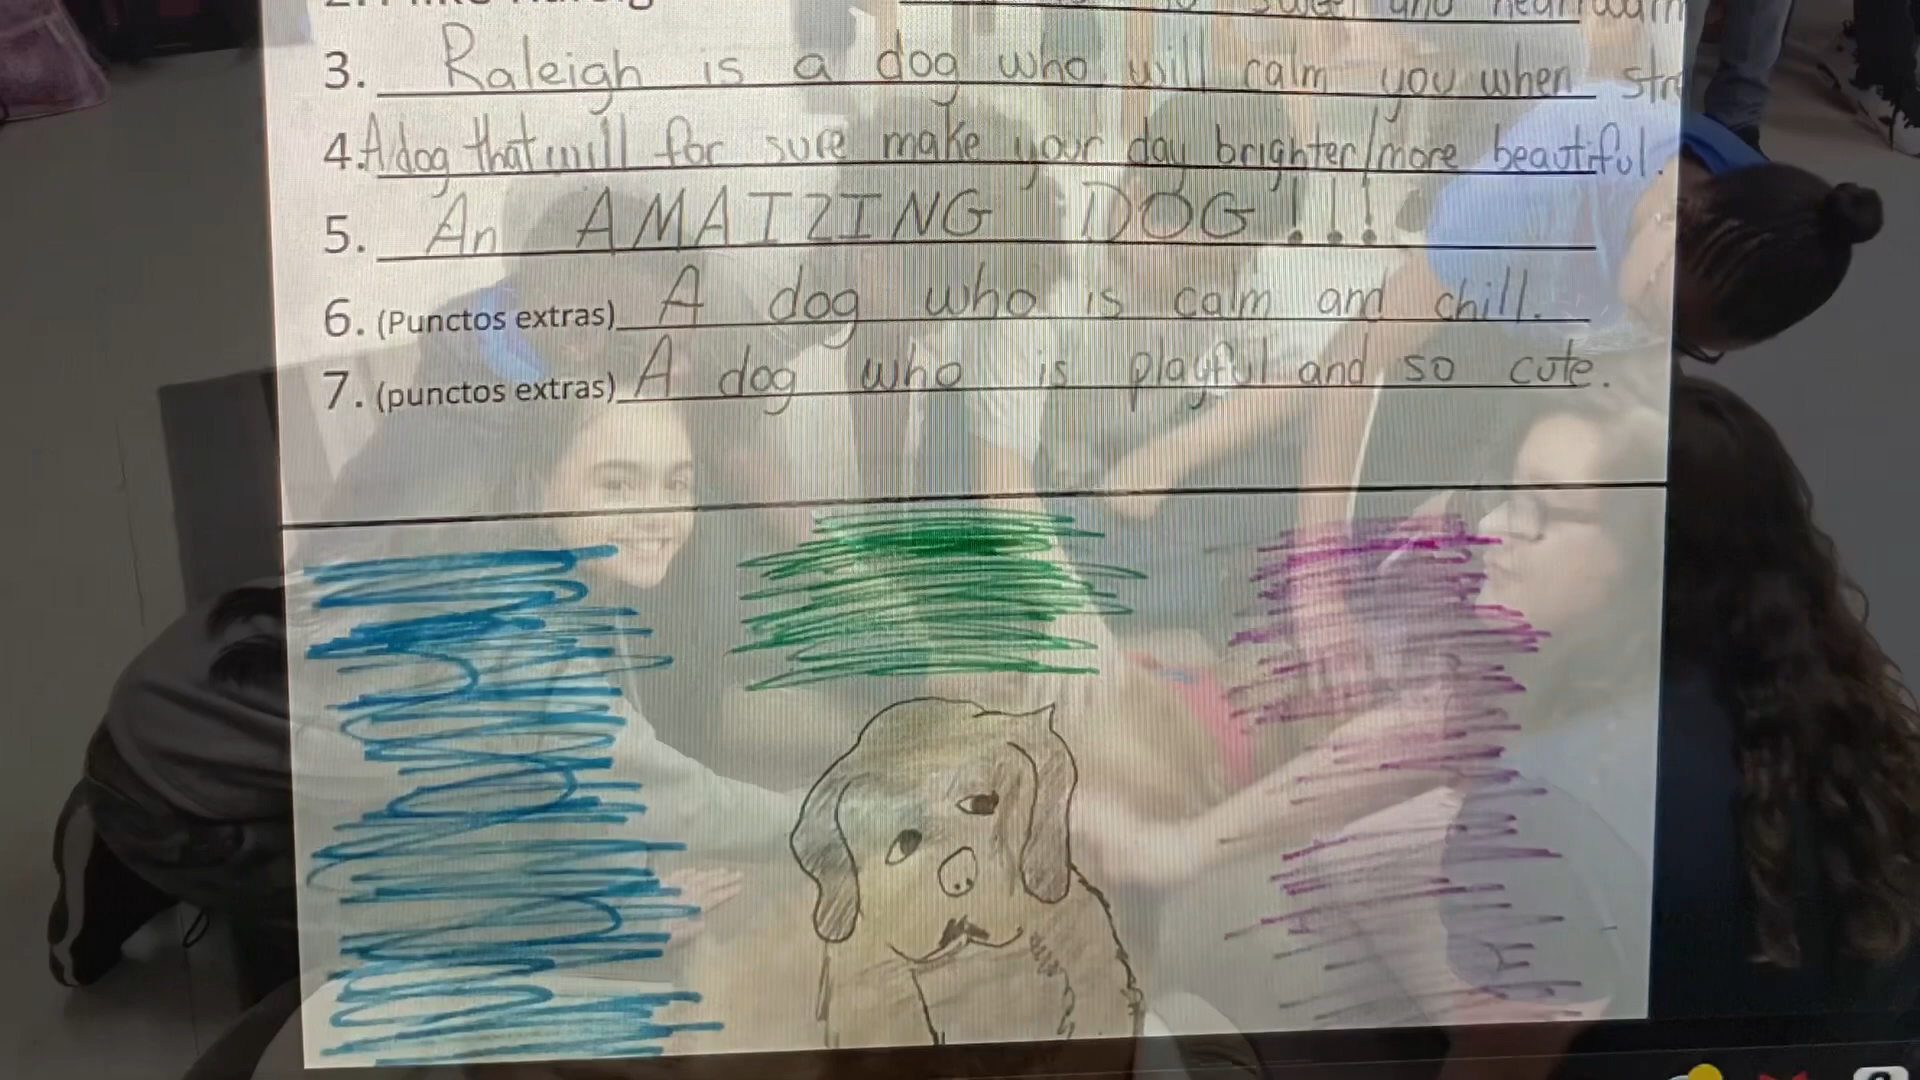 sweet and
3. Raleigh is a dog who will calm you when
4. A dog that will for sure make your day brighter/more beautiful.
5. An AMAIZING DOG!!!
6. (Punctos extras) A dog who is calm and chill.
7. (punctos extras) A dog who is playful and so cute.